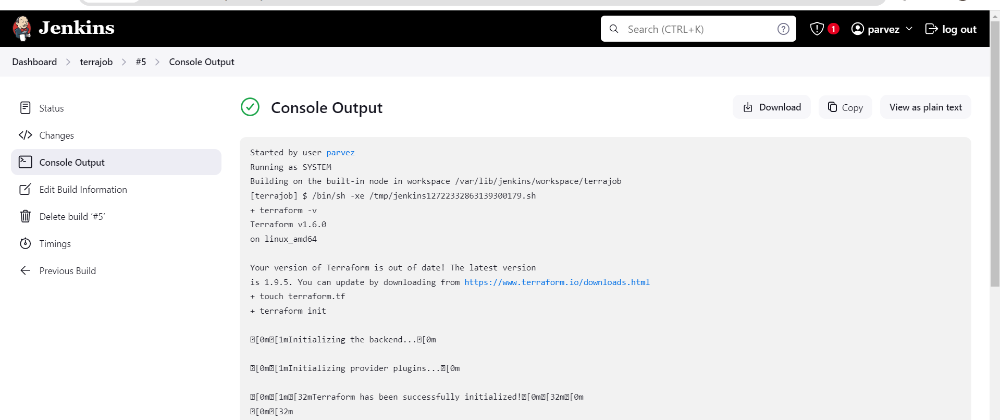 Jenkins
Search (CTRL+K)
1
parvez
log out
Dashboard
terrajob
#5
Console Output
Status
Changes
Console Output
Edit Build Information
Delete build ‘#5’
Timings
Previous Build
Console Output
Download
Copy
View as plain text
Started by user parvez
Running as SYSTEM
Building on the built-in node in workspace /var/lib/jenkins/workspace/terrajob
[terrajob] $ /bin/sh -xe /tmp/jenkins12722332863139300179.sh
+ terraform -v
Terraform v1.6.0
on linux_amd64
Your version of Terraform is out of date! The latest version
is 1.9.5. You can update by downloading from https://www.terraform.io/downloads.html
+ touch terraform.tf
+ terraform init
[0m[1mInitializing the backend...[0m
[0m[1mInitializing provider plugins...[0m
[0m[1m[32mTerraform has been successfully initialized![0m[32m[0m
[0m[32m